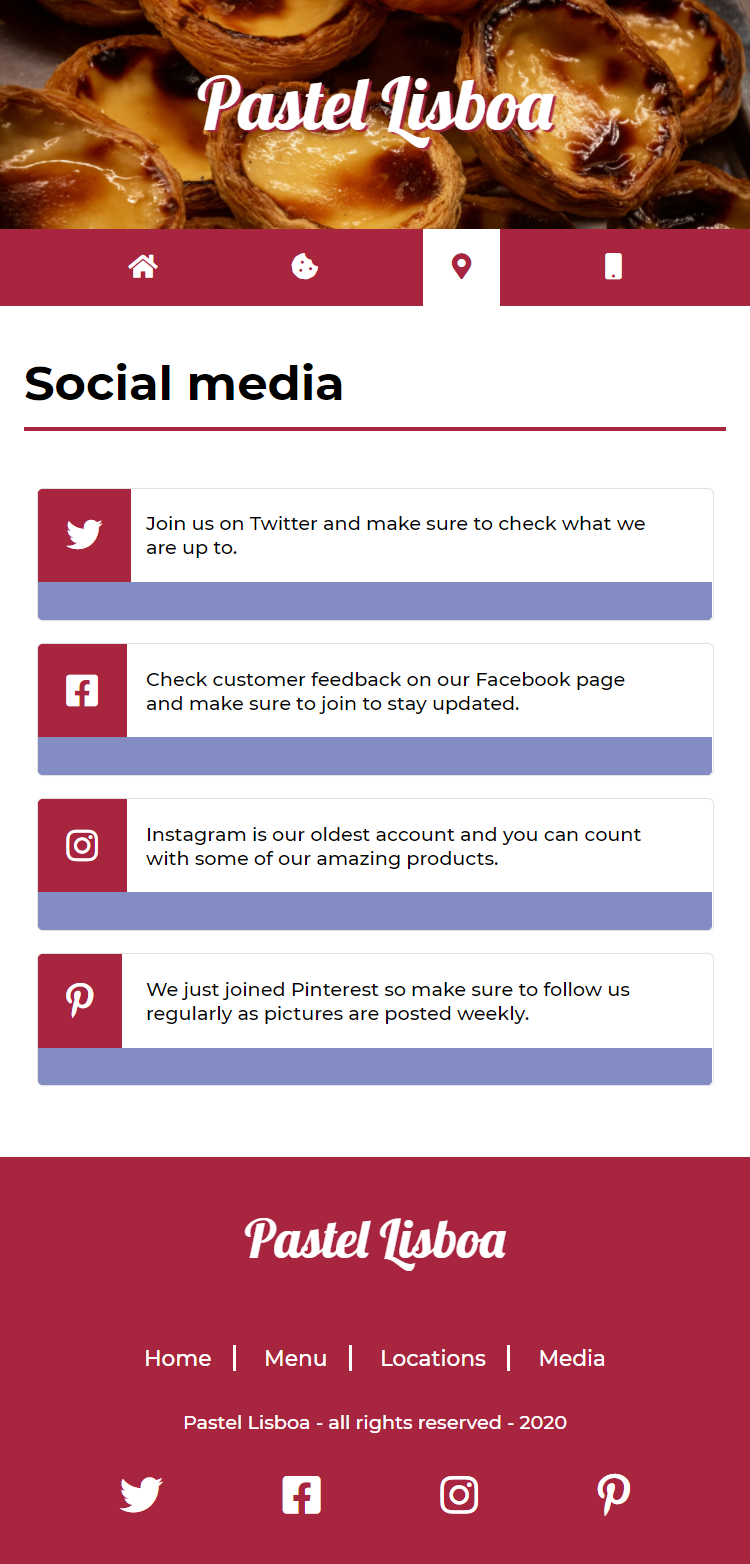 Pastel Lisboa
Social media
Join us on Twitter and make sure to check what we
are up to.
Check customer feedback on our Facebook page
and make sure to join to stay updated.
Instagram is our oldest account and you can count
with some of our amazing products.
We just joined Pinterest so make sure to follow us
regularly as pictures are posted weekly.
Pastel Lisboa
Home Menu Locations Media
Pastel Lisboa - all rights reserved - 2020